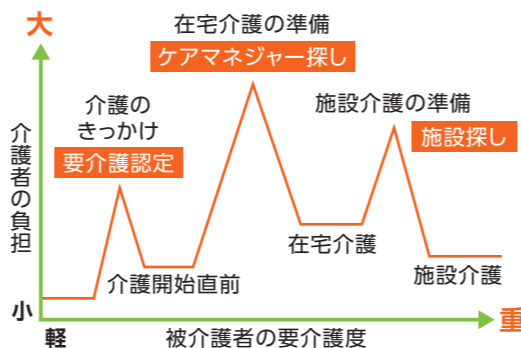 大
在宅介護の準備
ケアマネジャー探し
介護の
きっかけ
要介護認定
施設介護の準備
施設探し
介護者の負担
介護開始直前
在宅介護
施設介護
小
軽
被介護者の要介護度
重